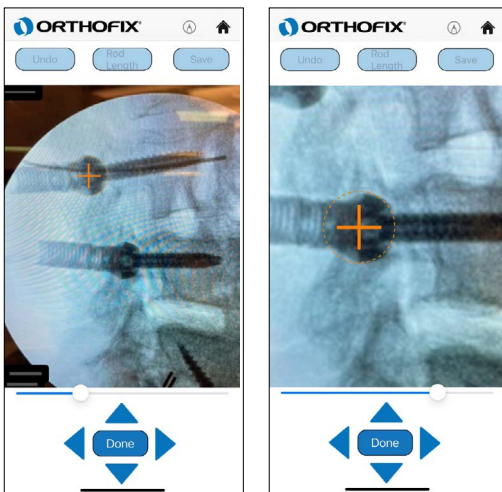 ORTHOFIX®
Undo
Rod
Length
Save
Done
ORTHOFIX®
Undo
Rod
Length
Save
Done